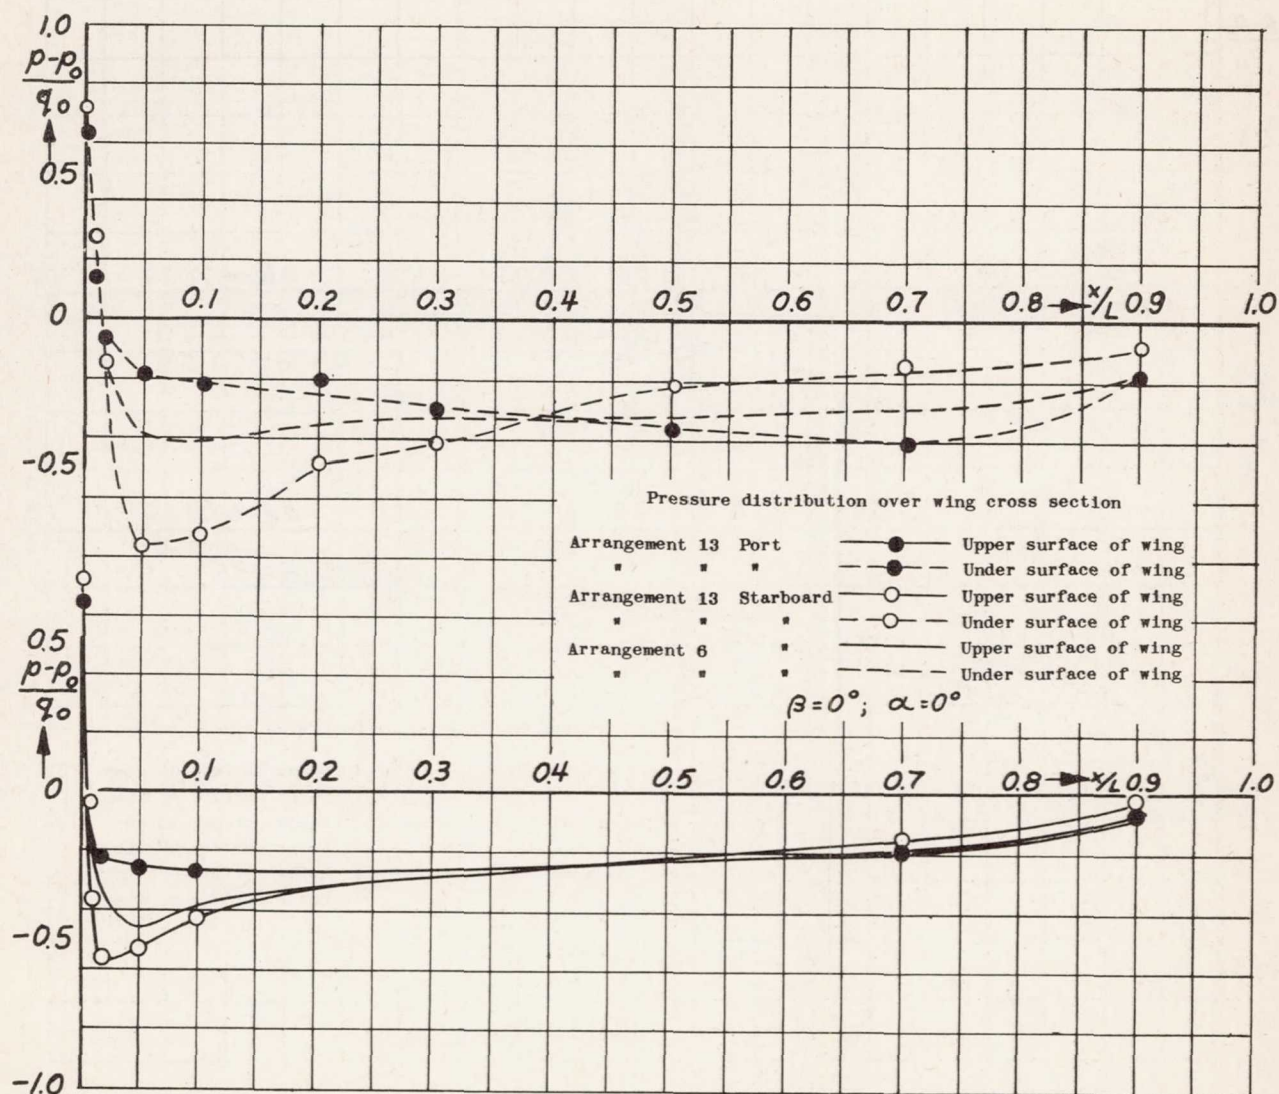 1.0
p-p₀
q₀
0.5
0.1 0.2 0.3 0.4 0.5 0.6 0.7 0.8 x/L 0.9 1.0
0
-0.5
Pressure distribution over wing cross section
Arrangement 13 Port Upper surface of wing
" " " Under surface of wing
Arrangement 13 Starboard Upper surface of wing
" " " Under surface of wing
Arrangement 6 " Upper surface of wing
" " " Under surface of wing
β=0°; α=0°
0.5
p-p₀
q₀
0.1 0.2 0.3 0.4 0.5 0.6 0.7 0.8 x/L 0.9 1.0
0
-0.5
-1.0